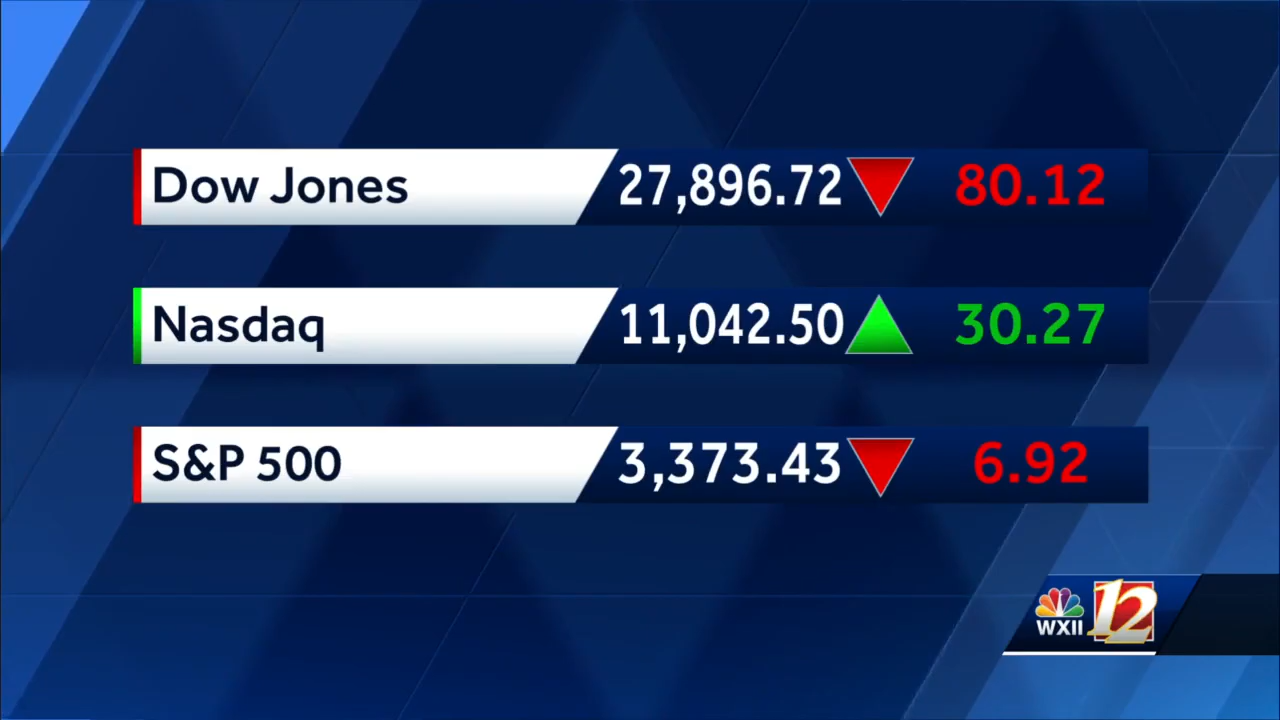 Dow Jones 27,896.72 80.12
Nasdaq 11,042.50 30.27
S&P 500 3,373.43 6.92
WXII 12